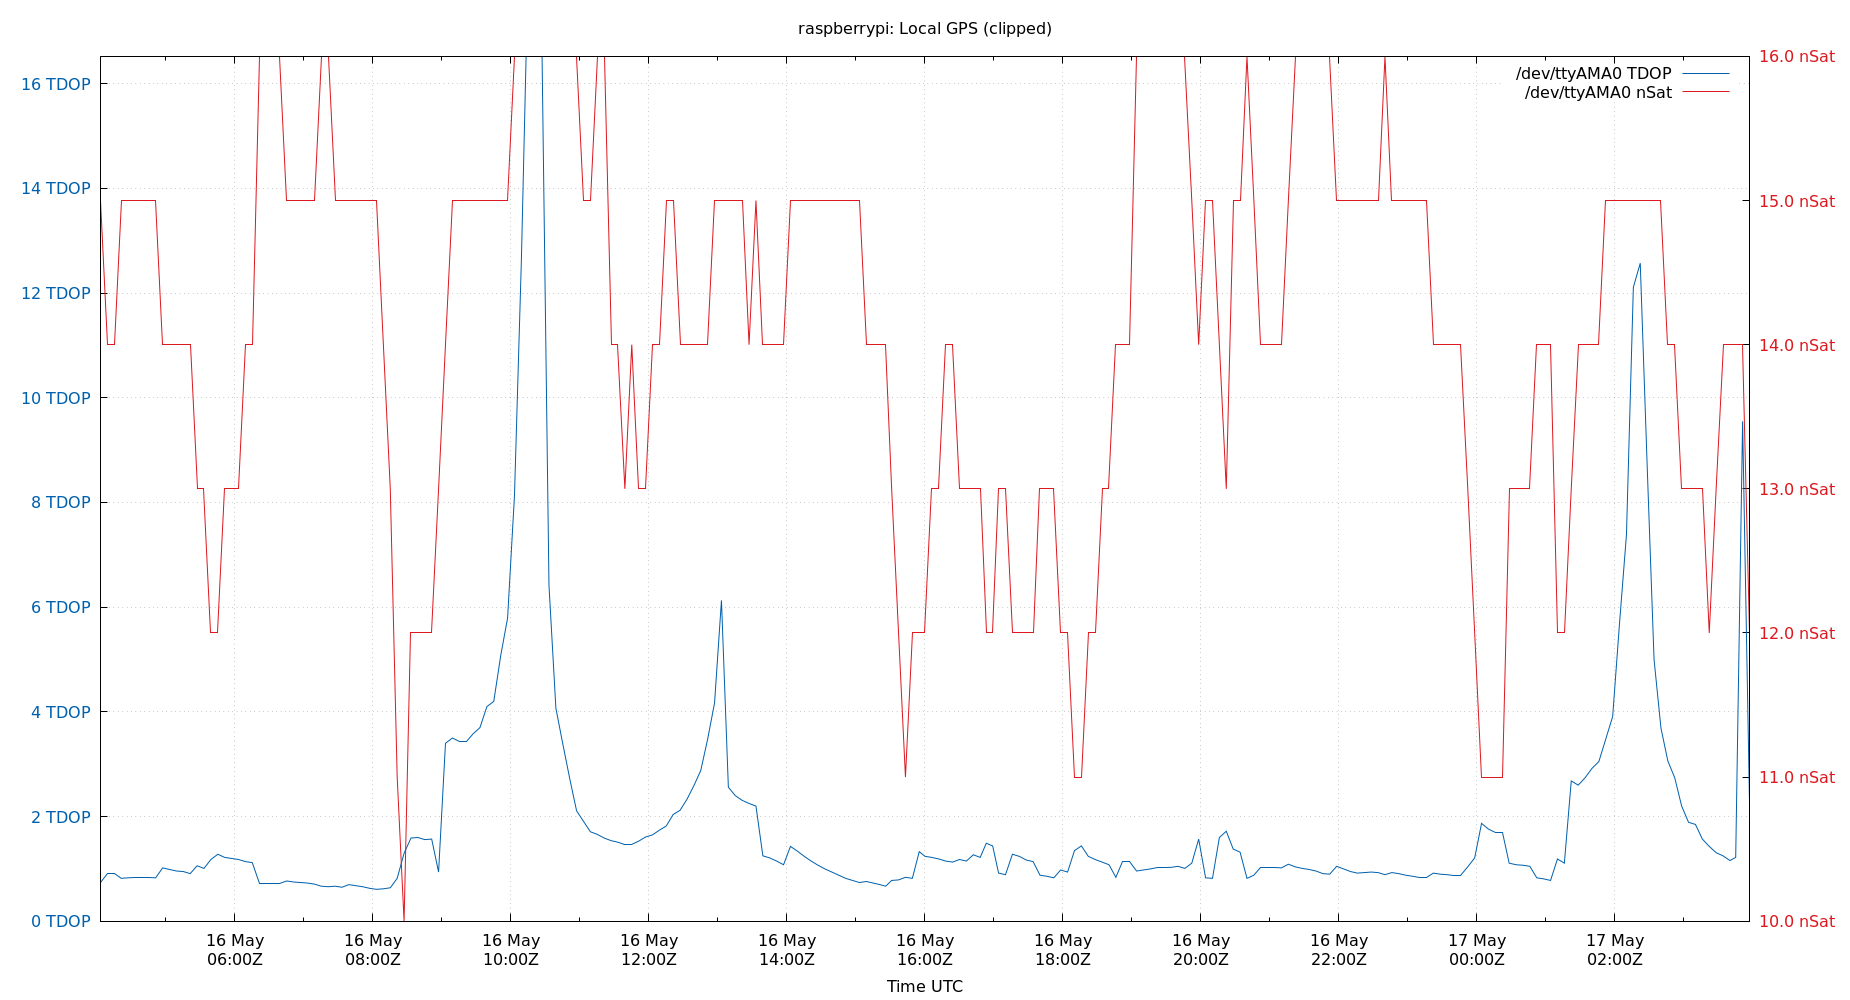 raspberrypi: Local GPS (clipped)
/dev/ttyAMA0 TDOP
/dev/ttyAMA0 nSat
16 TDOP
14 TDOP
12 TDOP
10 TDOP
8 TDOP
6 TDOP
4 TDOP
2 TDOP
0 TDOP
16.0 nSat
15.0 nSat
14.0 nSat
13.0 nSat
12.0 nSat
11.0 nSat
10.0 nSat
16 May
06:00Z
16 May
08:00Z
16 May
10:00Z
16 May
12:00Z
16 May
14:00Z
16 May
16:00Z
16 May
18:00Z
16 May
20:00Z
16 May
22:00Z
17 May
00:00Z
17 May
02:00Z
Time UTC